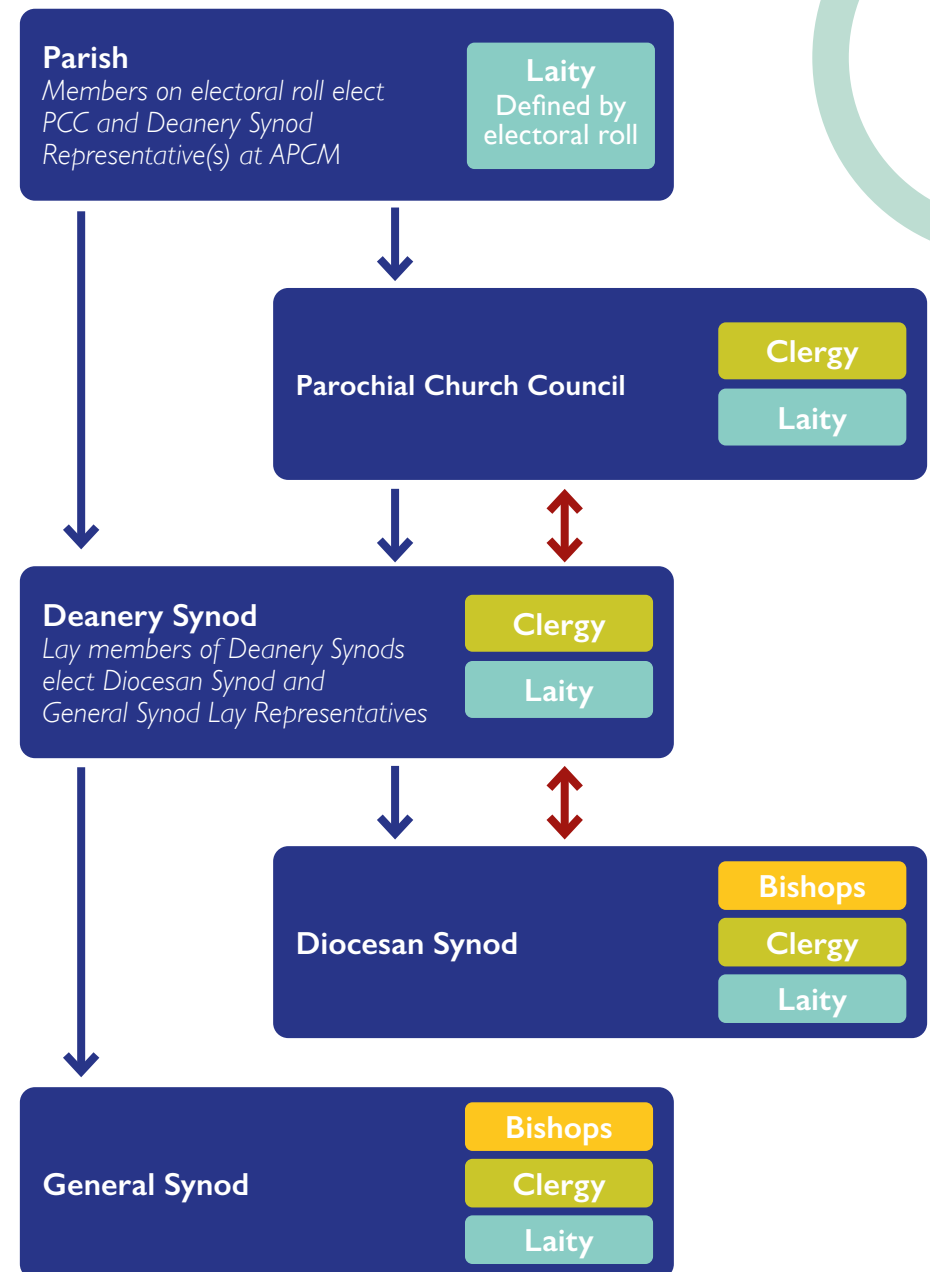 Parish
Members on electoral roll elect
PCC and Deanery Synod
Representative(s) at APCM
Laity
Defined by
electoral roll
Parochial Church Council
Clergy
Laity
Deanery Synod
Lay members of Deanery Synods
elect Diocesan Synod and
General Synod Lay Representatives
Clergy
Laity
Diocesan Synod
Bishops
Clergy
Laity
General Synod
Bishops
Clergy
Laity